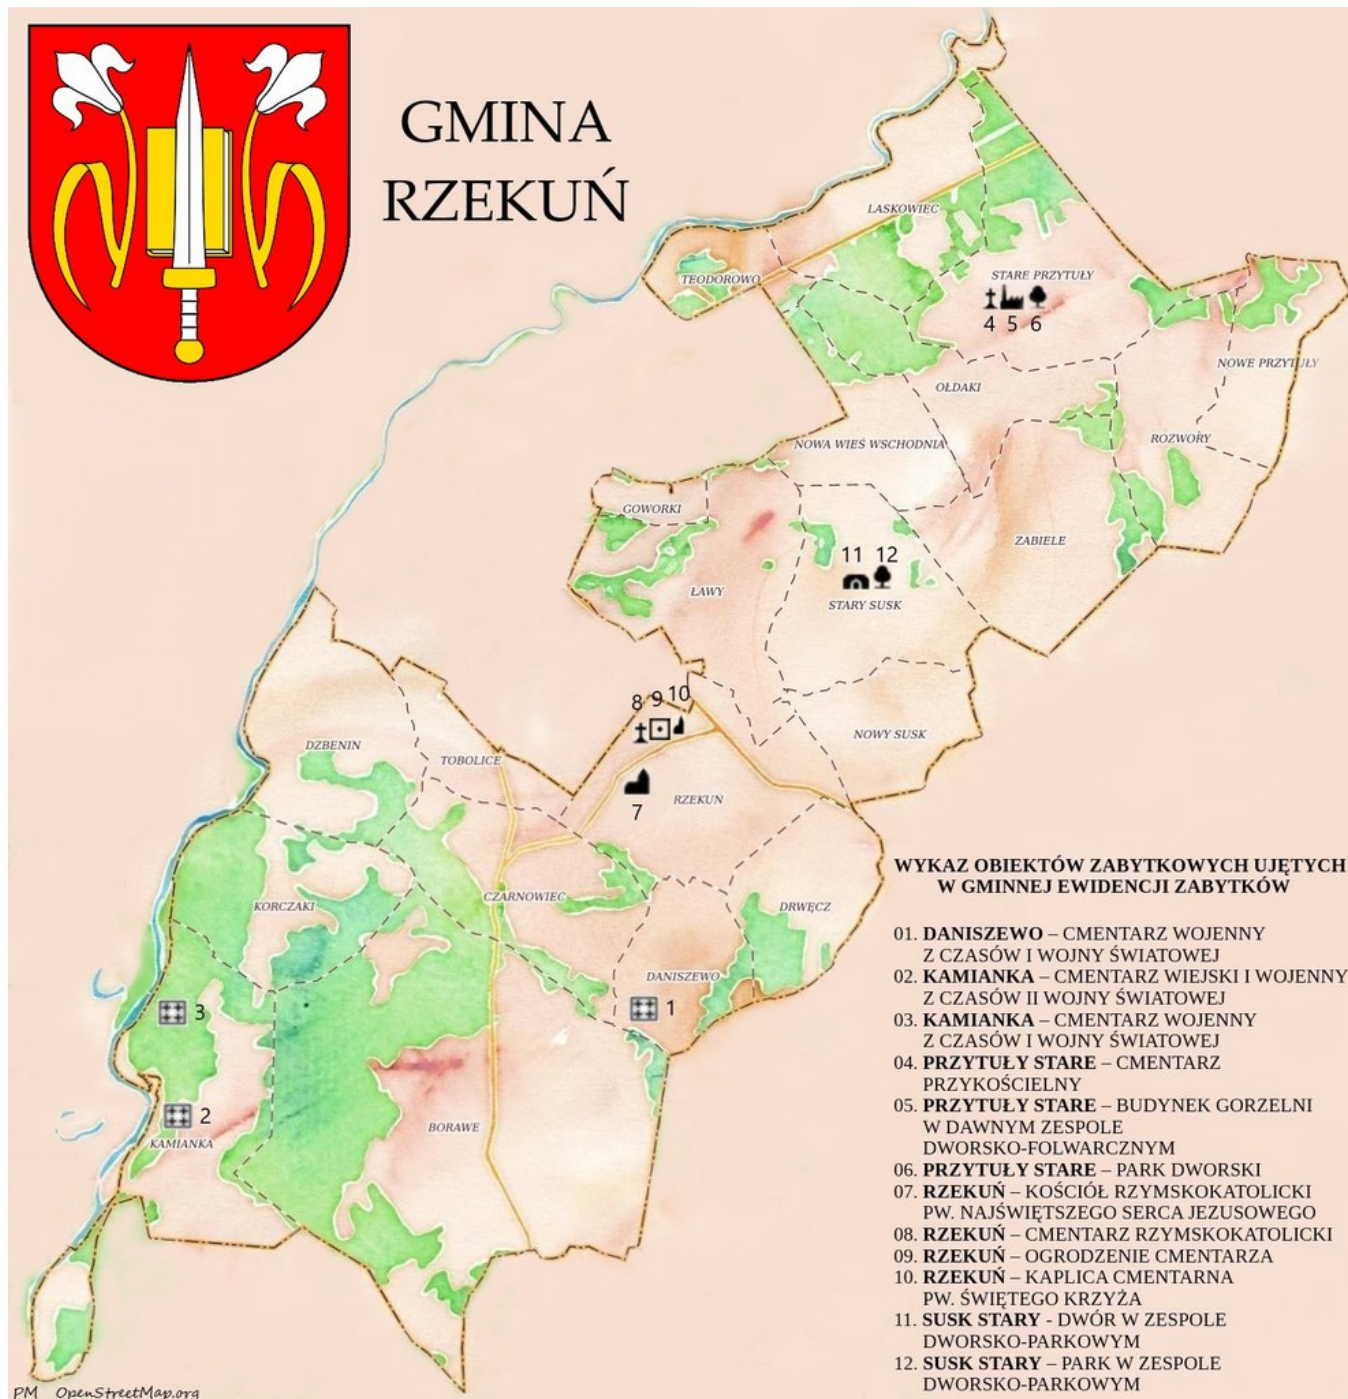 GMINA
RZEKUŃ
LASKOWIEC
TEODOROWO
STARE PRZYTUŁY
4 5 6
NOWE PRZYTUŁY
OŁDAKI
NOWA WIEŚ WSCHODNIA
ROZWORY
GOWORKI
ZABIELE
11 12
ŁAWY
STARY SUSK
8 9 10
NOWY SUSK
DZBENIN
TOBOLICE
RZEKUŃ
7
CZARNOWIEC
KORCZAKI
DRWĘCZ
DANISZEWO
3
1
2
BORAWE
KAMIANKA
WYKAZ OBIEKTÓW ZABYTKOWYCH UJĘTYCH
W GMINNEJ EWIDENCJI ZABYTKÓW
01. DANISZEWO – CMENTARZ WOJENNY
Z CZASÓW I WOJNY ŚWIATOWEJ
02. KAMIANKA – CMENTARZ WIEJSKI I WOJENNY
Z CZASÓW II WOJNY ŚWIATOWEJ
03. KAMIANKA – CMENTARZ WOJENNY
Z CZASÓW I WOJNY ŚWIATOWEJ
04. PRZYTUŁY STARE – CMENTARZ
PRZYKOŚCIELNY
05. PRZYTUŁY STARE – BUDYNEK GORZELNI
W DAWNYM ZESPOLE
DWORSKO-FOLWARCZNYM
06. PRZYTUŁY STARE – PARK DWORSKI
07. RZEKUŃ – KOŚCIÓŁ RZYMSKOKATOLICKI
PW. NAJŚWIĘTSZEGO SERCA JEZUSOWEGO
08. RZEKUŃ – CMENTARZ RZYMSKOKATOLICKI
09. RZEKUŃ – OGRODZENIE CMENTARZA
10. RZEKUŃ – KAPLICA CMENTARNA
PW. ŚWIĘTEGO KRZYŻA
11. SUSK STARY - DWÓR W ZESPOLE
DWORSKO-PARKOWYM
12. SUSK STARY – PARK W ZESPOLE
DWORSKO-PARKOWYM
PM OpenStreetMap.org